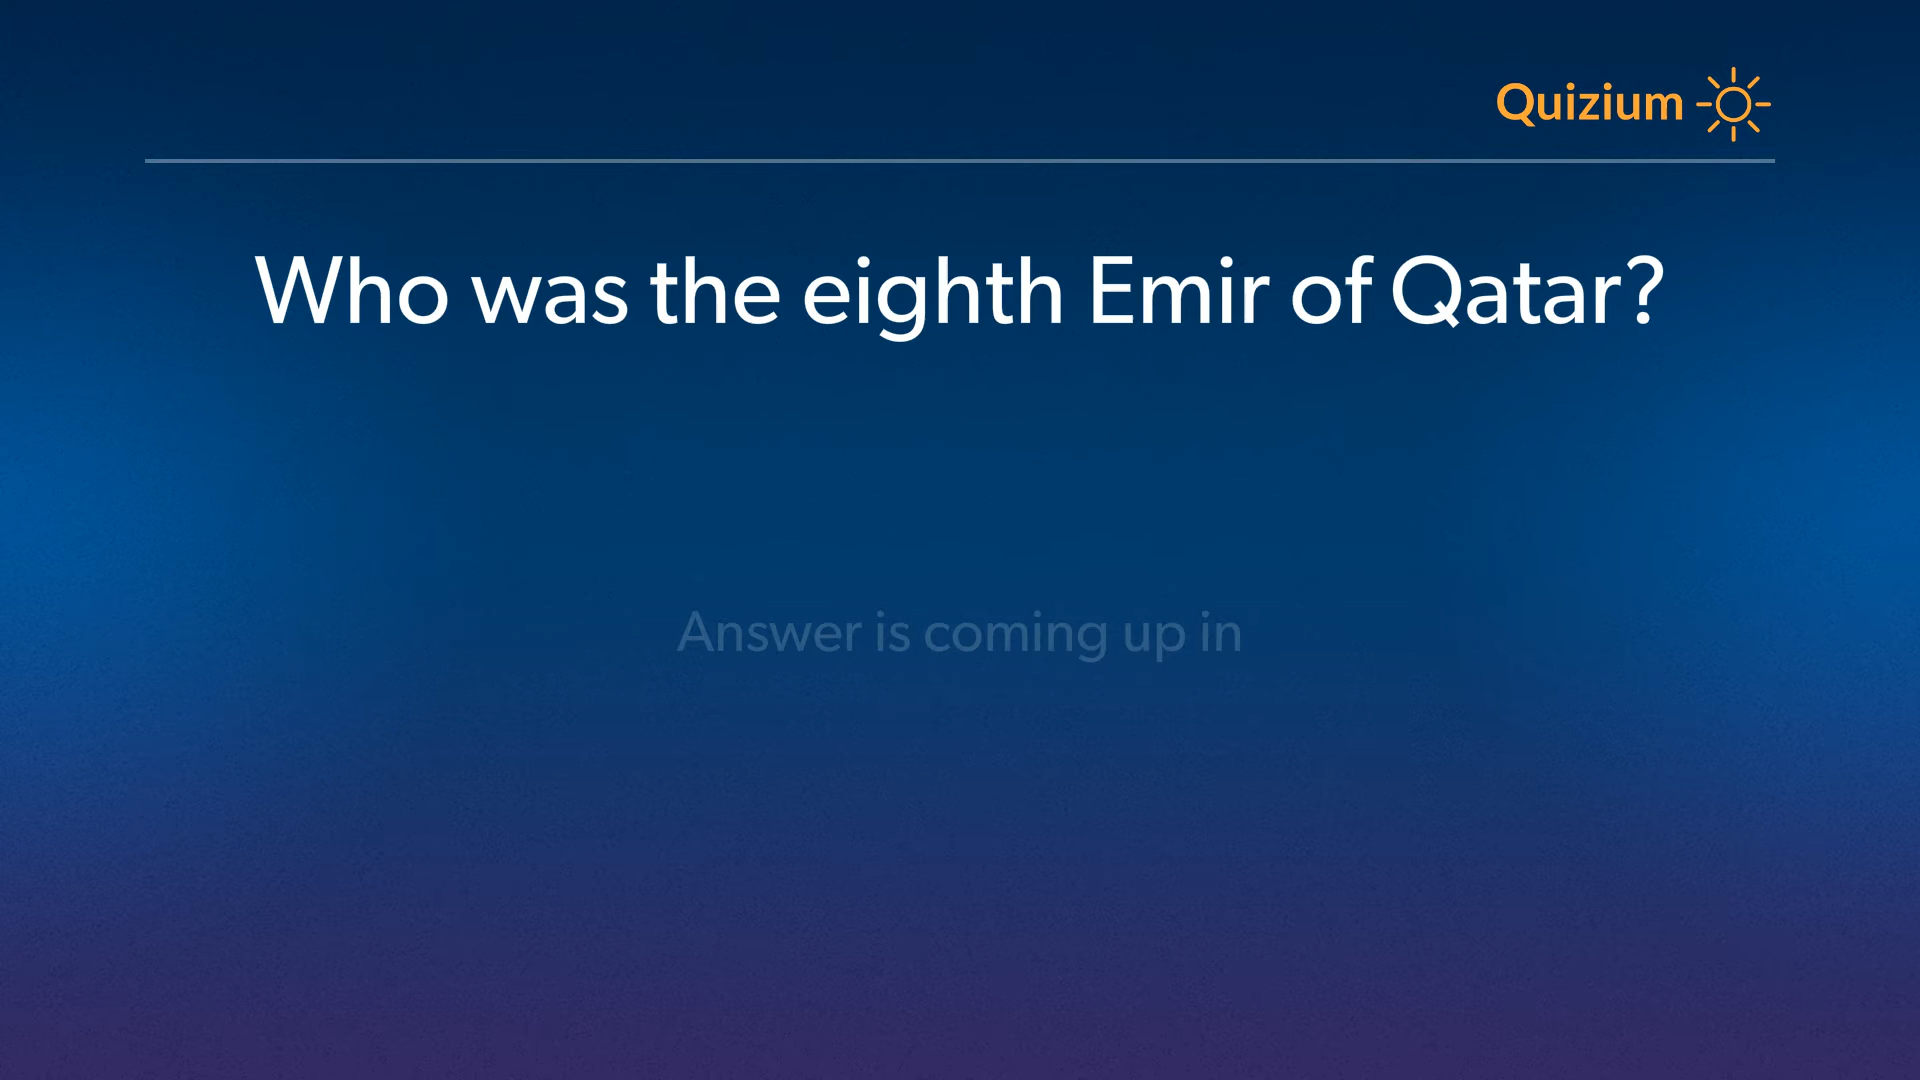 Quizium
Who was the eighth Emir of Qatar?
Answer is coming up in